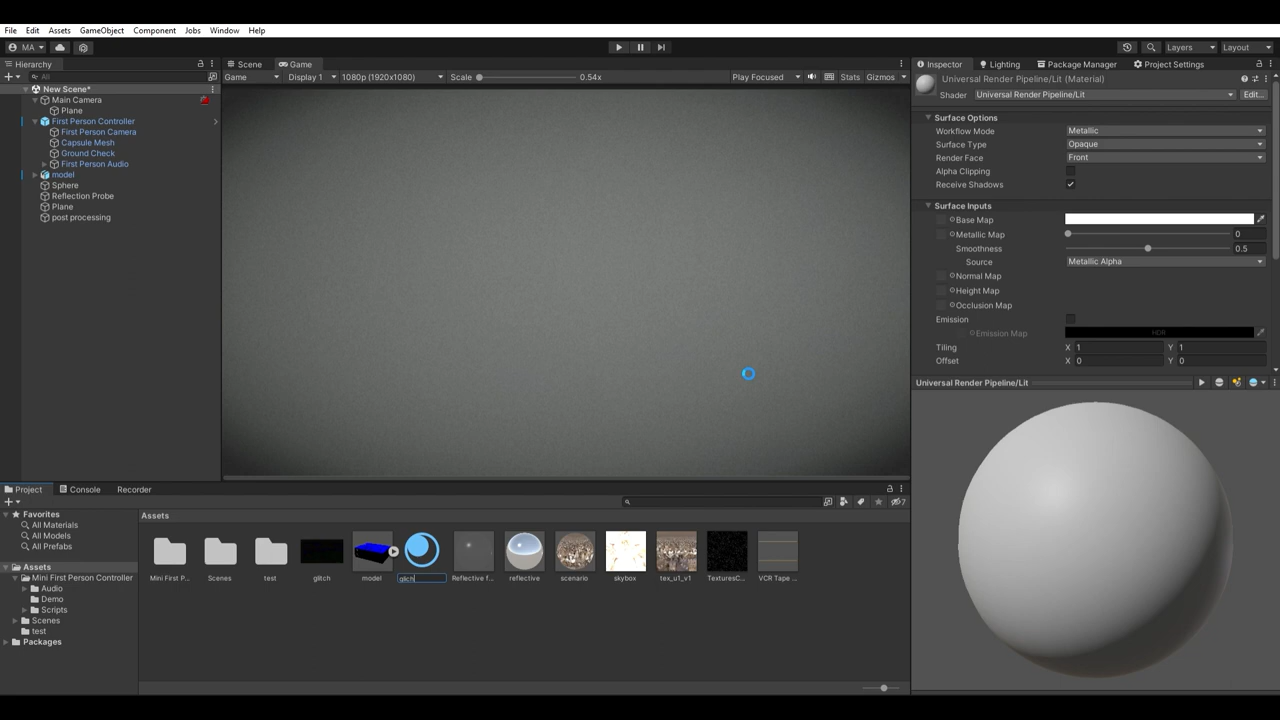 File Edit Assets GameObject Component Jobs Window Help
MA Layers Layout
Hierarchy Scene Game Inspector Lighting Package Manager Project Settings
All Game Display 1 1080p (1920x1080) Scale 0.54x Play Focused Stats Gizmos
Universal Render Pipeline/Lit (Material)
Shader Universal Render Pipeline/Lit Edit...
New Scene*
Main Camera
Plane
First Person Controller
First Person Camera
Capsule Mesh
Ground Check
First Person Audio
model
Sphere
Reflection Probe
Plane
post processing
Surface Options
Workflow Mode Metallic
Surface Type Opaque
Render Face Front
Alpha Clipping
Receive Shadows
Surface Inputs
Base Map
Metallic Map 0
Smoothness 0.5
Source Metallic Alpha
Normal Map
Height Map
Occlusion Map
Emission
Emission Map HDR
Tiling X 1 Y 1
Offset X 0 Y 0
Universal Render Pipeline/Lit
Project Console Recorder
7
Favorites
All Materials
All Models
All Prefabs
Assets
Mini First Person Controller
Audio
Demo
Scripts
Scenes
test
Packages
Assets
Mini First P... Scenes test glitch model glich Reflective f... reflective scenario skybox tex_u1_v1 TexturesC... VCR Tape ...